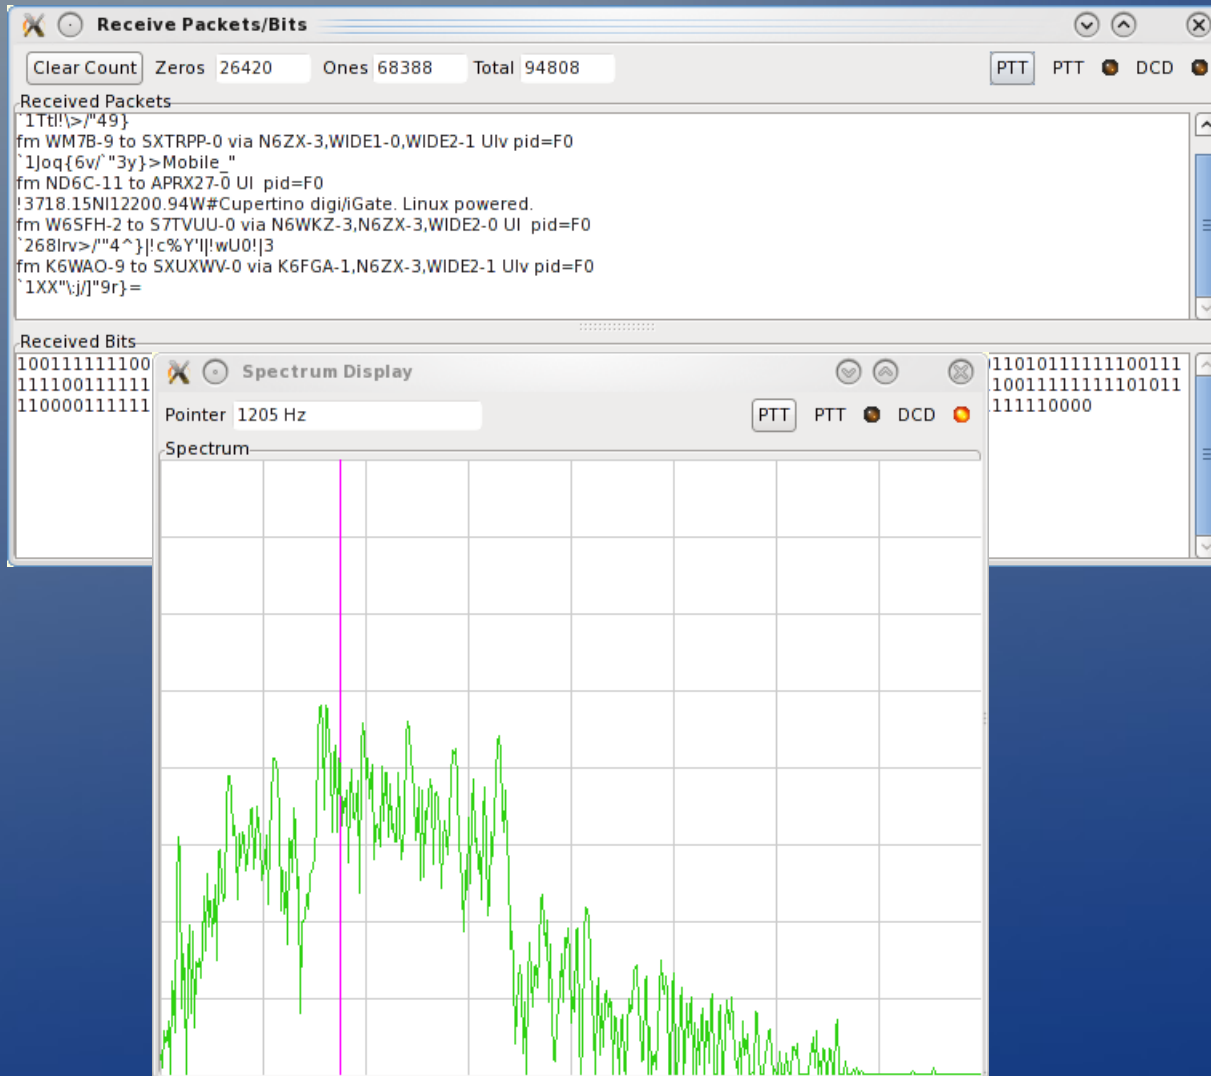 Receive Packets/Bits
Clear Count Zeros 26420 Ones 68388 Total 94808 PTT PTT DCD
Received Packets
`1Ttl!\>/"49}
fm WM7B-9 to SXTRPP-0 via N6ZX-3,WIDE1-0,WIDE2-1 UIv pid=F0
`1Joq{6v/`"3y}>Mobile_"
fm ND6C-11 to APRX27-0 UI  pid=F0
!3718.15NI12200.94W#Cupertino digi/iGate. Linux powered.
fm W6SFH-2 to S7TVUU-0 via N6WKZ-3,N6ZX-3,WIDE2-0 UI  pid=F0
`268lrv>/'"4^}|!c%Y'l|!wU0!|3
fm K6WAO-9 to SXUXWV-0 via K6FGA-1,N6ZX-3,WIDE2-1 UIv pid=F0
`1XX"\:j/]"9r}=
Received Bits
100111111100 110101111111100111
111100111111 100111111111101011
110000111111 111110000
Spectrum Display
Pointer 1205 Hz PTT PTT DCD
Spectrum